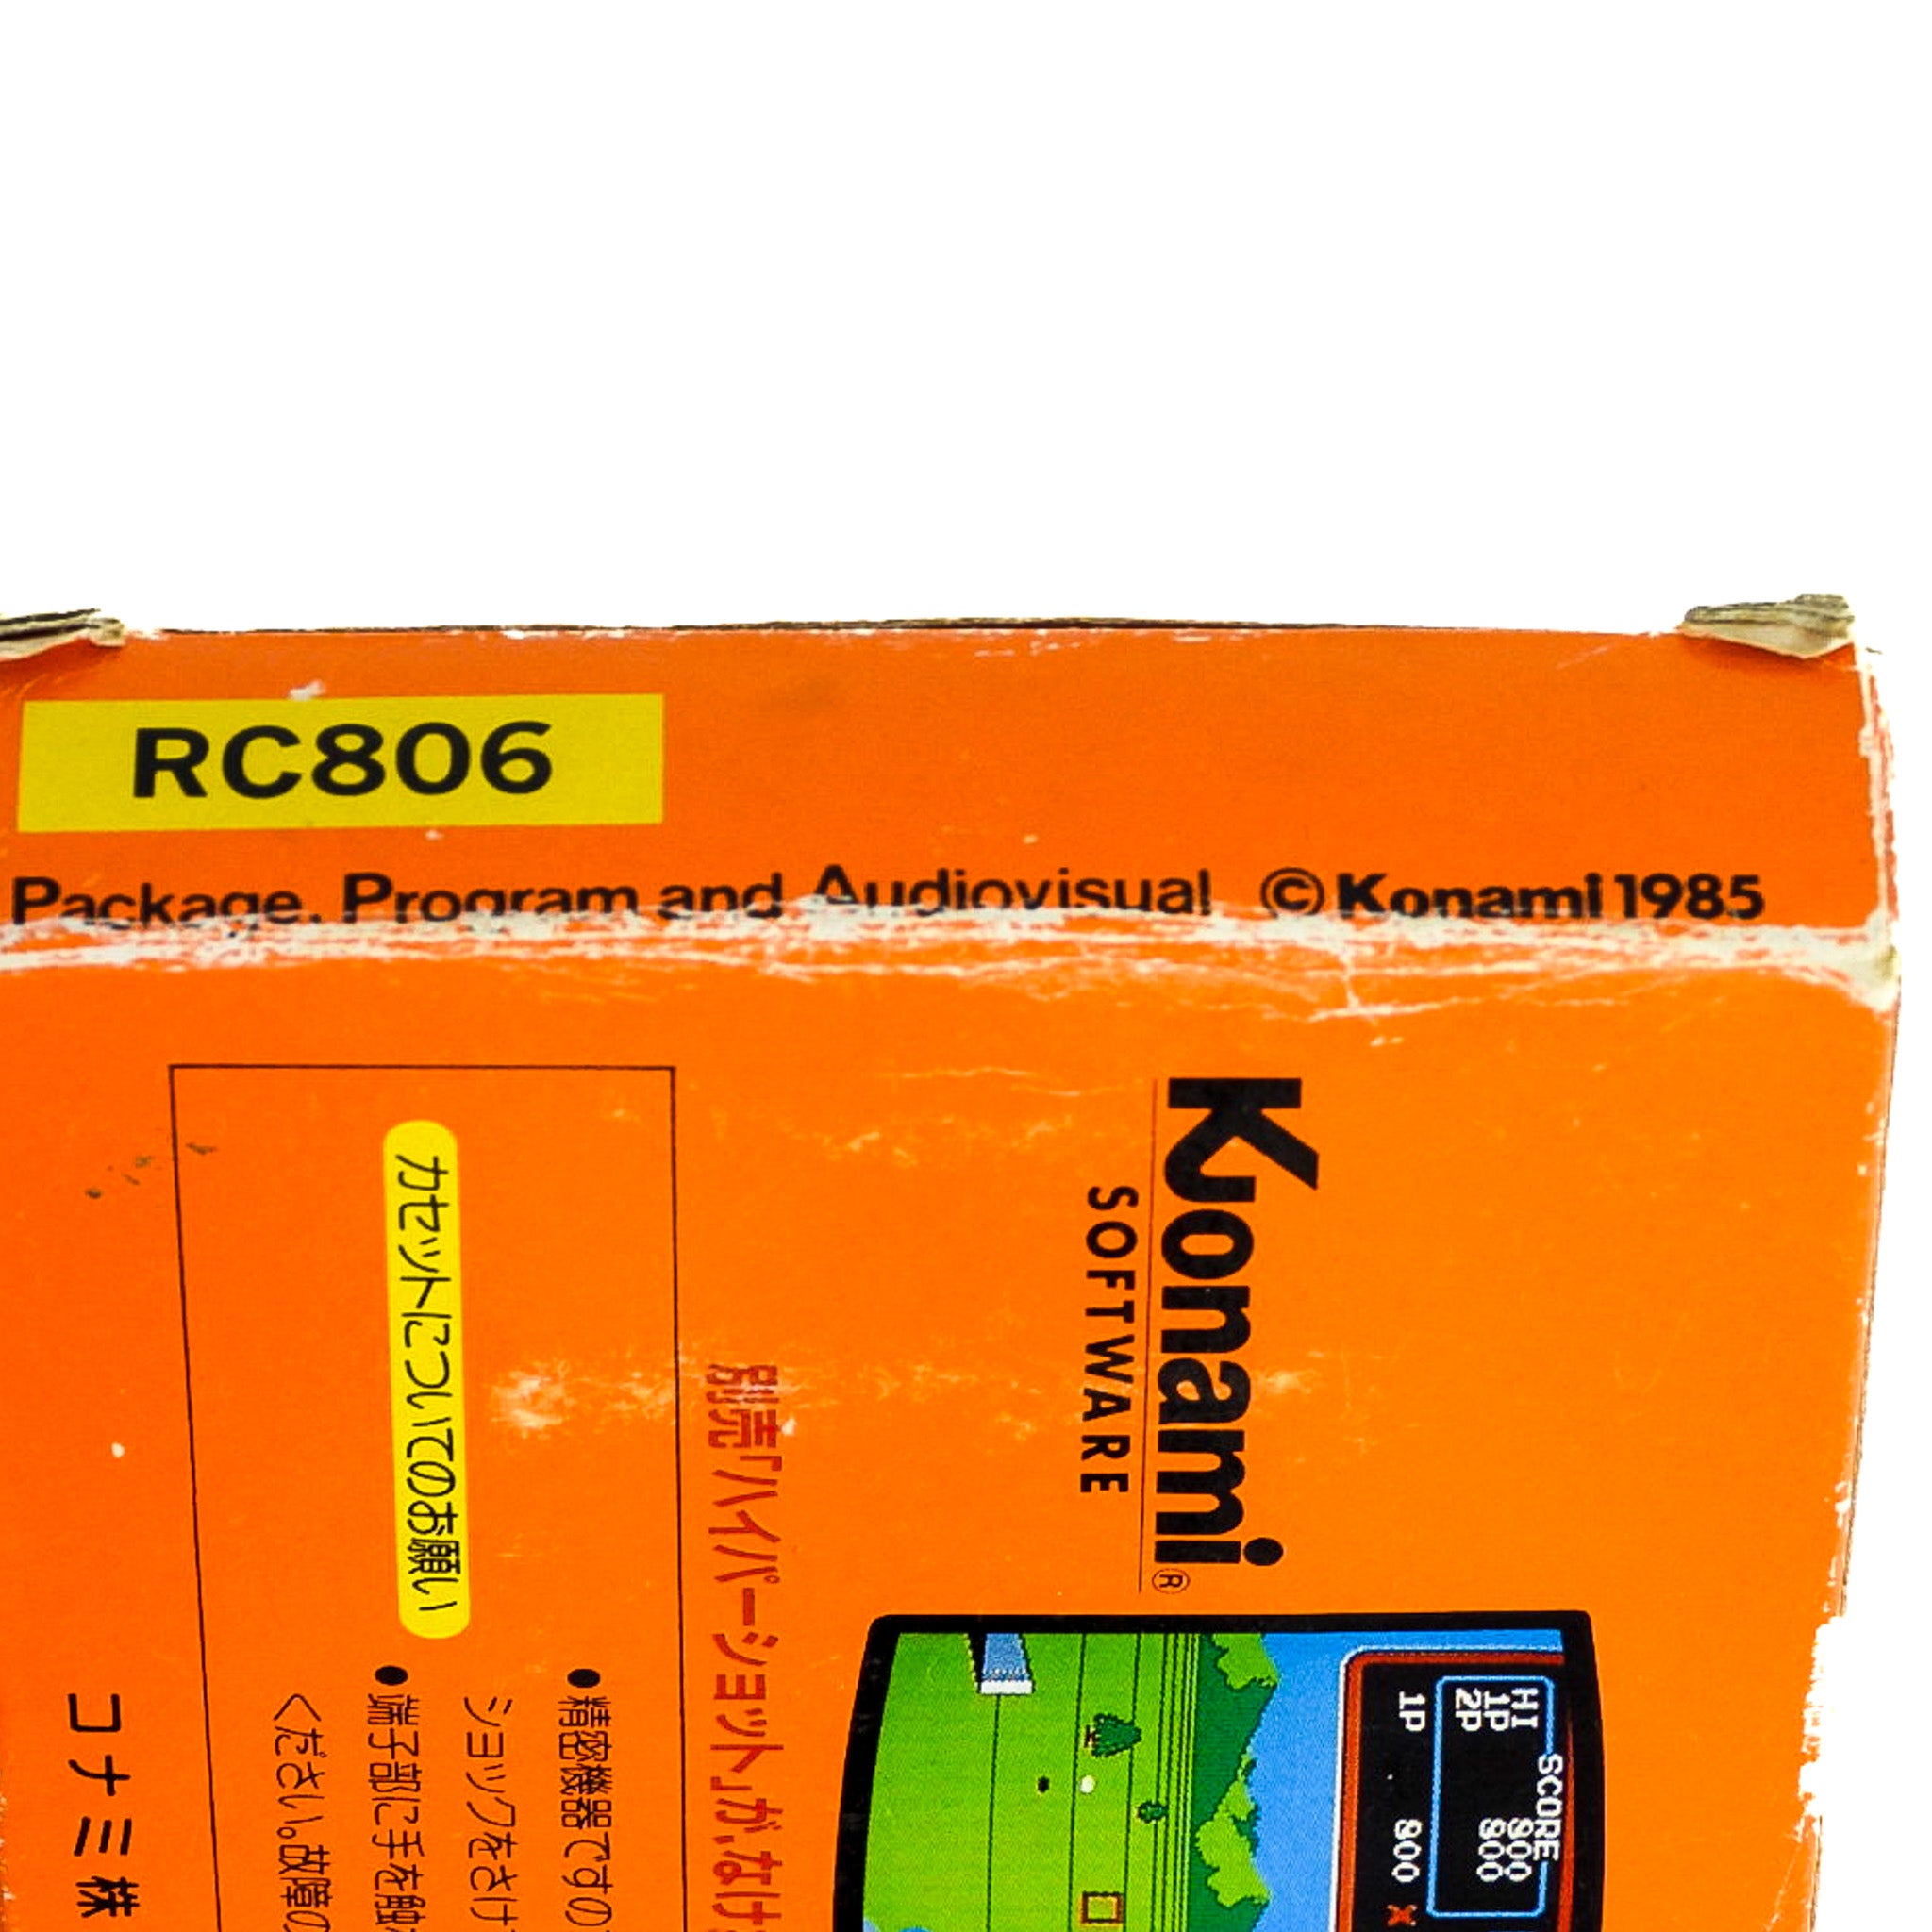 RC806
Package, Program and Audiovisual © Konami 1985
Konami®
SOFTWARE
SCORE
HI 800
1P 800
2P
1P 800
別売「ハイパーショット」が、なけ
カセットについてのお願い
●精密機器ですの
ショックをさけ
●端子部に手を触
ください。故障の
コナミ株